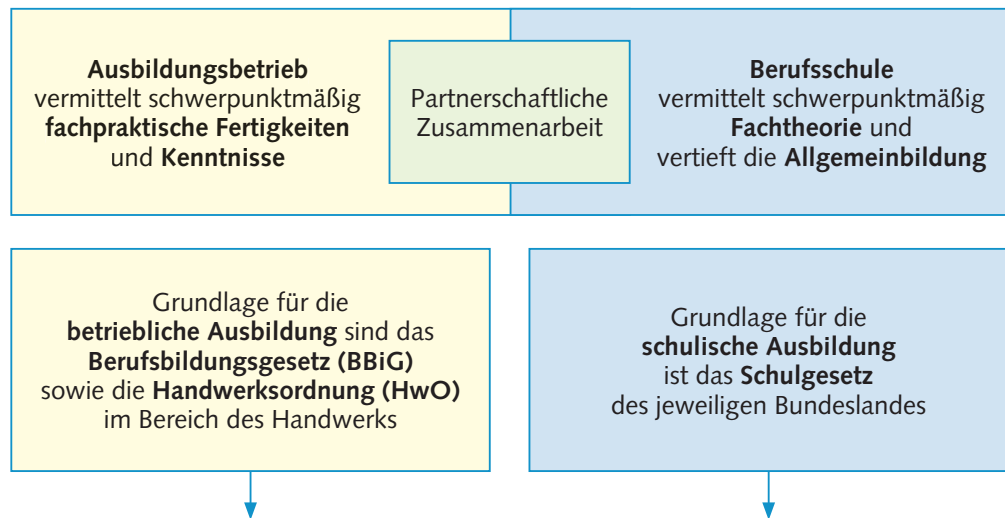 Ausbildungsbetrieb
vermittelt schwerpunktmäßig
fachpraktische Fertigkeiten
und Kenntnisse
Partnerschaftliche
Zusammenarbeit
Berufsschule
vermittelt schwerpunktmäßig
Fachtheorie und
vertieft die Allgemeinbildung
Grundlage für die
betriebliche Ausbildung sind das
Berufsbildungsgesetz (BBiG)
sowie die Handwerksordnung (HwO)
im Bereich des Handwerks
Grundlage für die
schulische Ausbildung
ist das Schulgesetz
des jeweiligen Bundeslandes